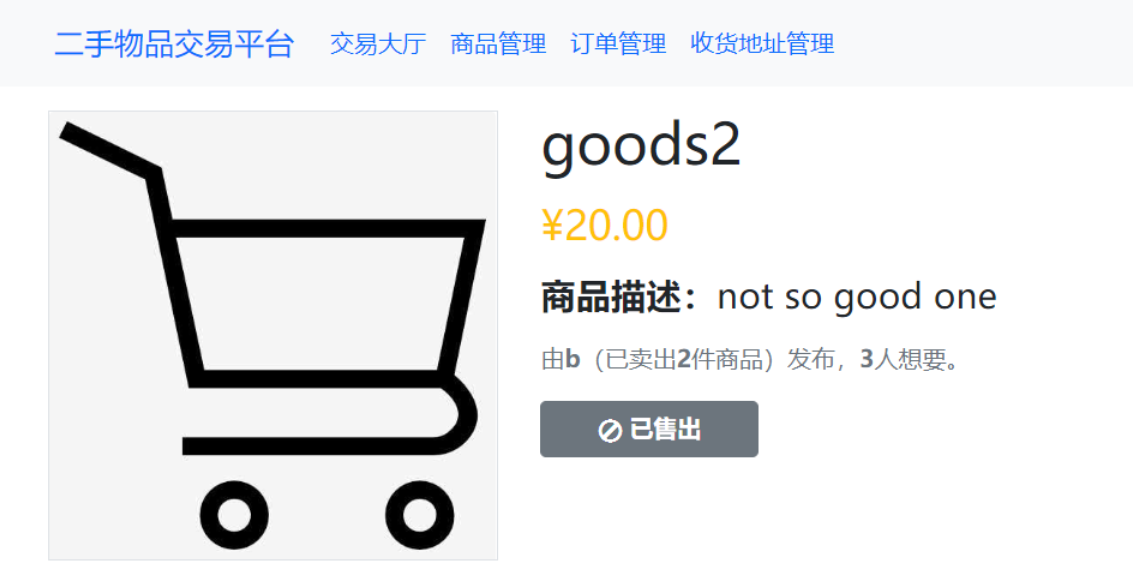 二手物品交易平台 交易大厅 商品管理 订单管理 收货地址管理
goods2
¥20.00
商品描述：not so good one
由b（已卖出2件商品）发布，3人想要。
已售出